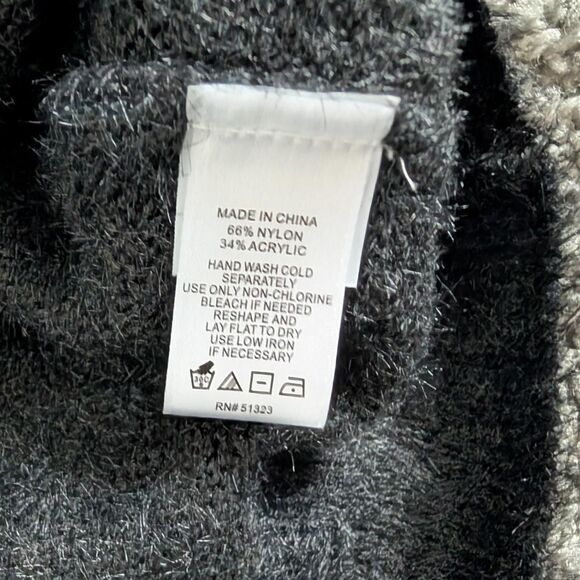 MADE IN CHINA
66% NYLON
34% ACRYLIC
HAND WASH COLD
SEPARATELY
USE ONLY NON-CHLORINE
BLEACH IF NEEDED
RESHAPE AND
LAY FLAT TO DRY
USE LOW IRON
IF NECESSARY
30C
RN# 51323